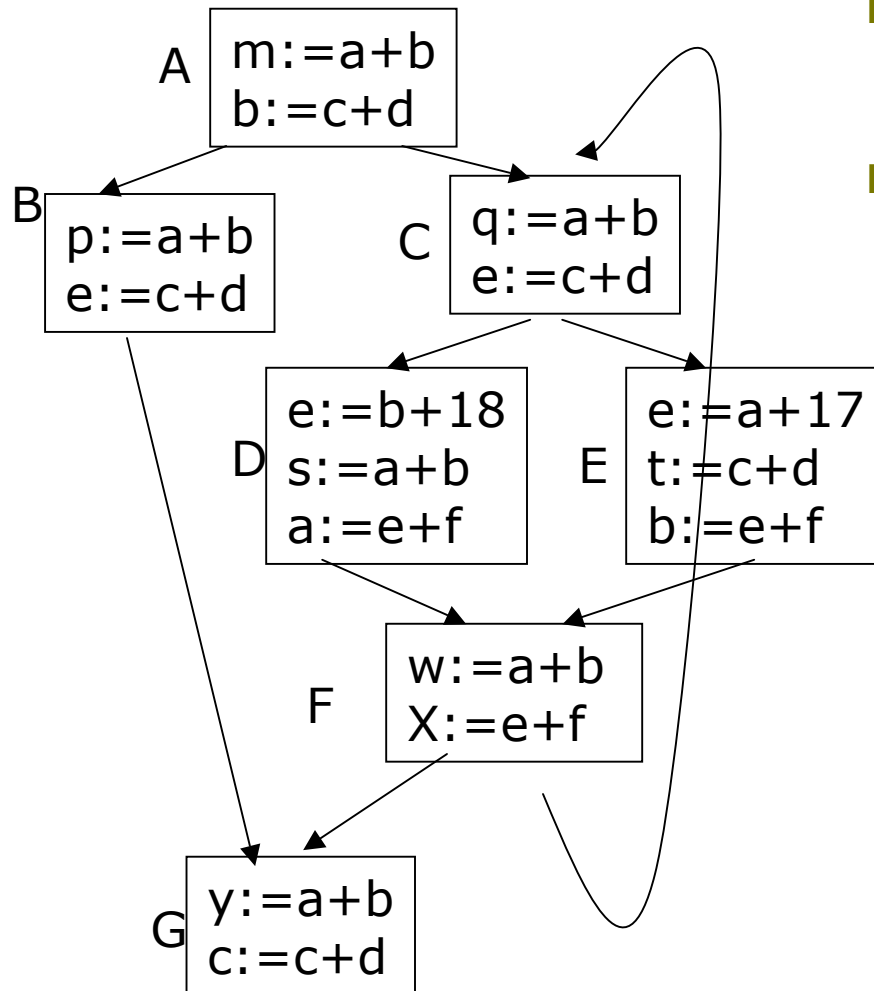 A
m:=a+b
b:=c+d
B
p:=a+b
e:=c+d
C
q:=a+b
e:=c+d
D
e:=b+18
s:=a+b
a:=e+f
E
e:=a+17
t:=c+d
b:=e+f
F
w:=a+b
X:=e+f
G
y:=a+b
c:=c+d